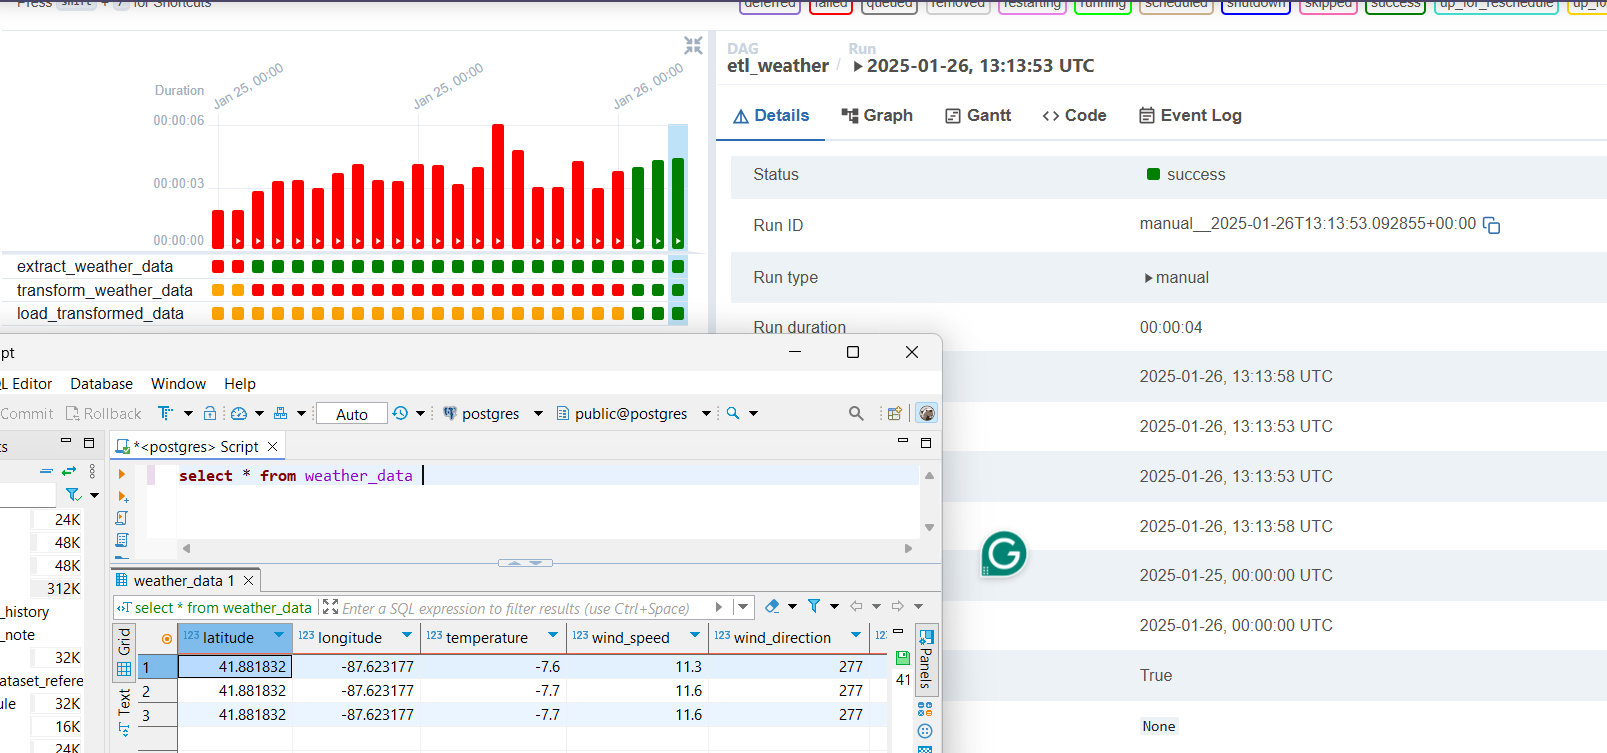 Press shift + / for Shortcuts
deferred failed queued removed restarting running scheduled shutdown skipped success up_for_reschedule
Duration
Jan 25, 00:00
Jan 25, 00:00
Jan 26, 00:00
00:00:06
00:00:03
00:00:00
extract_weather_data
transform_weather_data
load_transformed_data
DAG
etl_weather
/
Run
2025-01-26, 13:13:53 UTC
Details
Graph
Gantt
Code
Event Log
Status
success
Run ID
manual__2025-01-26T13:13:53.092855+00:00
Run type
manual
Run duration
00:00:04
2025-01-26, 13:13:58 UTC
2025-01-26, 13:13:53 UTC
2025-01-26, 13:13:53 UTC
2025-01-26, 13:13:58 UTC
2025-01-25, 00:00:00 UTC
2025-01-26, 00:00:00 UTC
True
None
pt
L Editor Database Window Help
Commit Rollback Auto postgres public@postgres
ts
*<postgres> Script
select * from weather_data
24K
48K
48K
312K
_history
_note
32K
ataset_refere
ule 32K
16K
24K
weather_data 1
select * from weather_data Enter a SQL expression to filter results (use Ctrl+Space)
Grid
Text
Panels
123 latitude 123 longitude 123 temperature 123 wind_speed 123 wind_direction 12
1 41.881832 -87.623177 -7.6 11.3 277
2 41.881832 -87.623177 -7.7 11.6 277
3 41.881832 -87.623177 -7.7 11.6 277
41